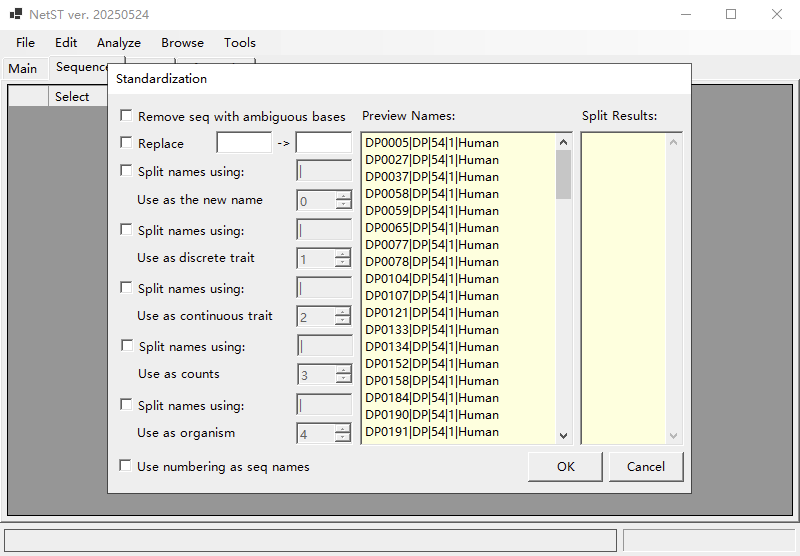 NetST ver. 20250524
File Edit Analyze Browse Tools
Main Sequence
Select
Standardization
Remove seq with ambiguous bases
Replace ->
Split names using: |
Use as the new name 0
Split names using: |
Use as discrete trait 1
Split names using: |
Use as continuous trait 2
Split names using: |
Use as counts 3
Split names using: |
Use as organism 4
Use numbering as seq names
Preview Names:
DP0005|DP|54|1|Human
DP0027|DP|54|1|Human
DP0037|DP|54|1|Human
DP0058|DP|54|1|Human
DP0059|DP|54|1|Human
DP0065|DP|54|1|Human
DP0077|DP|54|1|Human
DP0078|DP|54|1|Human
DP0104|DP|54|1|Human
DP0107|DP|54|1|Human
DP0121|DP|54|1|Human
DP0133|DP|54|1|Human
DP0134|DP|54|1|Human
DP0152|DP|54|1|Human
DP0158|DP|54|1|Human
DP0184|DP|54|1|Human
DP0190|DP|54|1|Human
DP0191|DP|54|1|Human
Split Results:
OK Cancel